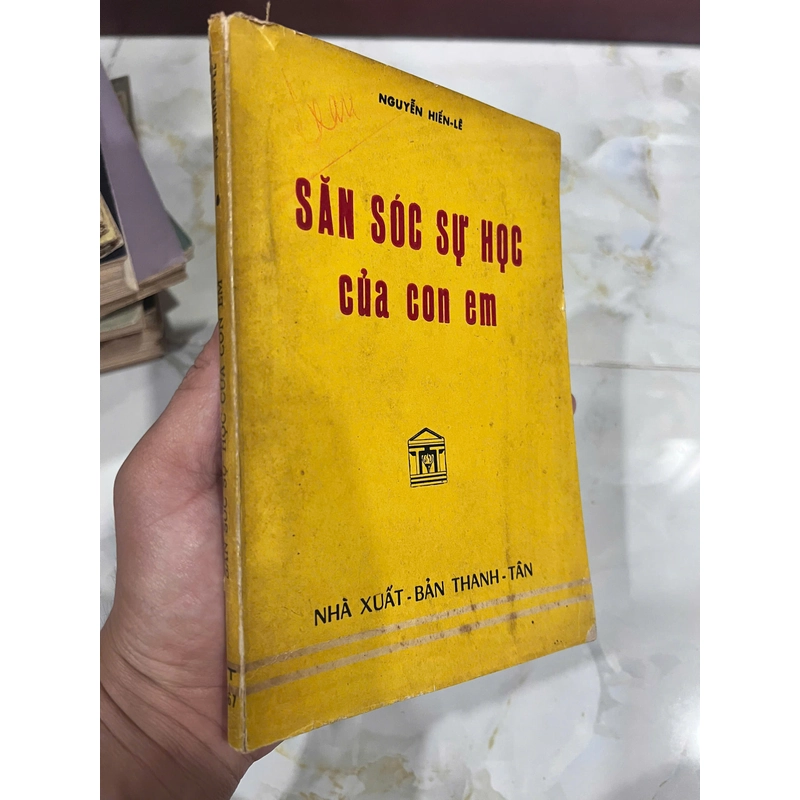 NGUYỄN HIẾN-LÊ
SĂN SÓC SỰ HỌC
của con em
NHÀ XUẤT-BẢN THANH-TÂN